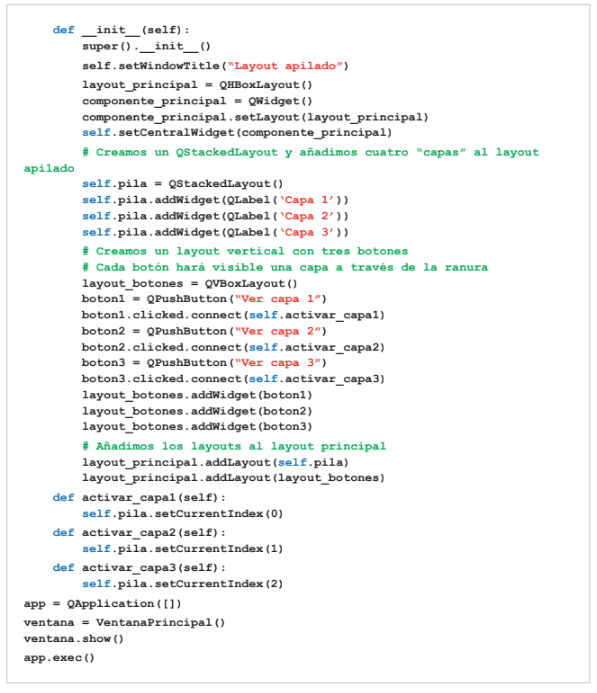 def __init__(self):
super().__init__()
self.setWindowTitle(“Layout apilado”)
layout_principal = QHBoxLayout()
componente_principal = QWidget()
componente_principal.setLayout(layout_principal)
self.setCentralWidget(componente_principal)
# Creamos un QStackedLayout y añadimos cuatro “capas” al layout
apilado
self.pila = QStackedLayout()
self.pila.addWidget(QLabel(‘Capa 1’))
self.pila.addWidget(QLabel(‘Capa 2’))
self.pila.addWidget(QLabel(‘Capa 3’))
# Creamos un layout vertical con tres botones
# Cada botón hará visible una capa a través de la ranura
layout_botones = QVBoxLayout()
boton1 = QPushButton(“Ver capa 1”)
boton1.clicked.connect(self.activar_capa1)
boton2 = QPushButton(“Ver capa 2”)
boton2.clicked.connect(self.activar_capa2)
boton3 = QPushButton(“Ver capa 3”)
boton3.clicked.connect(self.activar_capa3)
layout_botones.addWidget(boton1)
layout_botones.addWidget(boton2)
layout_botones.addWidget(boton3)
# Añadimos los layouts al layout principal
layout_principal.addLayout(self.pila)
layout_principal.addLayout(layout_botones)
def activar_capa1(self):
self.pila.setCurrentIndex(0)
def activar_capa2(self):
self.pila.setCurrentIndex(1)
def activar_capa3(self):
self.pila.setCurrentIndex(2)
app = QApplication([])
ventana = VentanaPrincipal()
ventana.show()
app.exec()